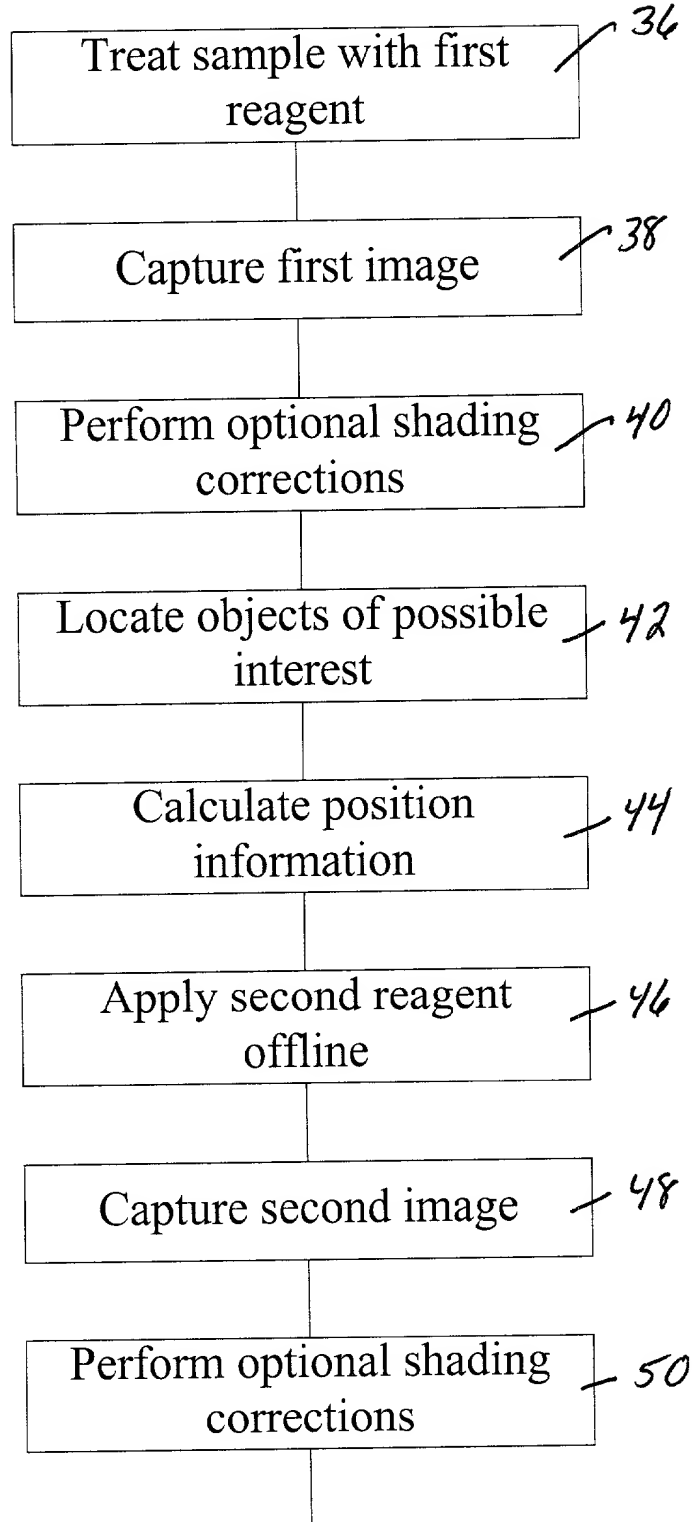 Treat sample with first
reagent
36
Capture first image
38
Perform optional shading
corrections
40
Locate objects of possible
interest
42
Calculate position
information
44
Apply second reagent
offline
46
Capture second image
48
Perform optional shading
corrections
50